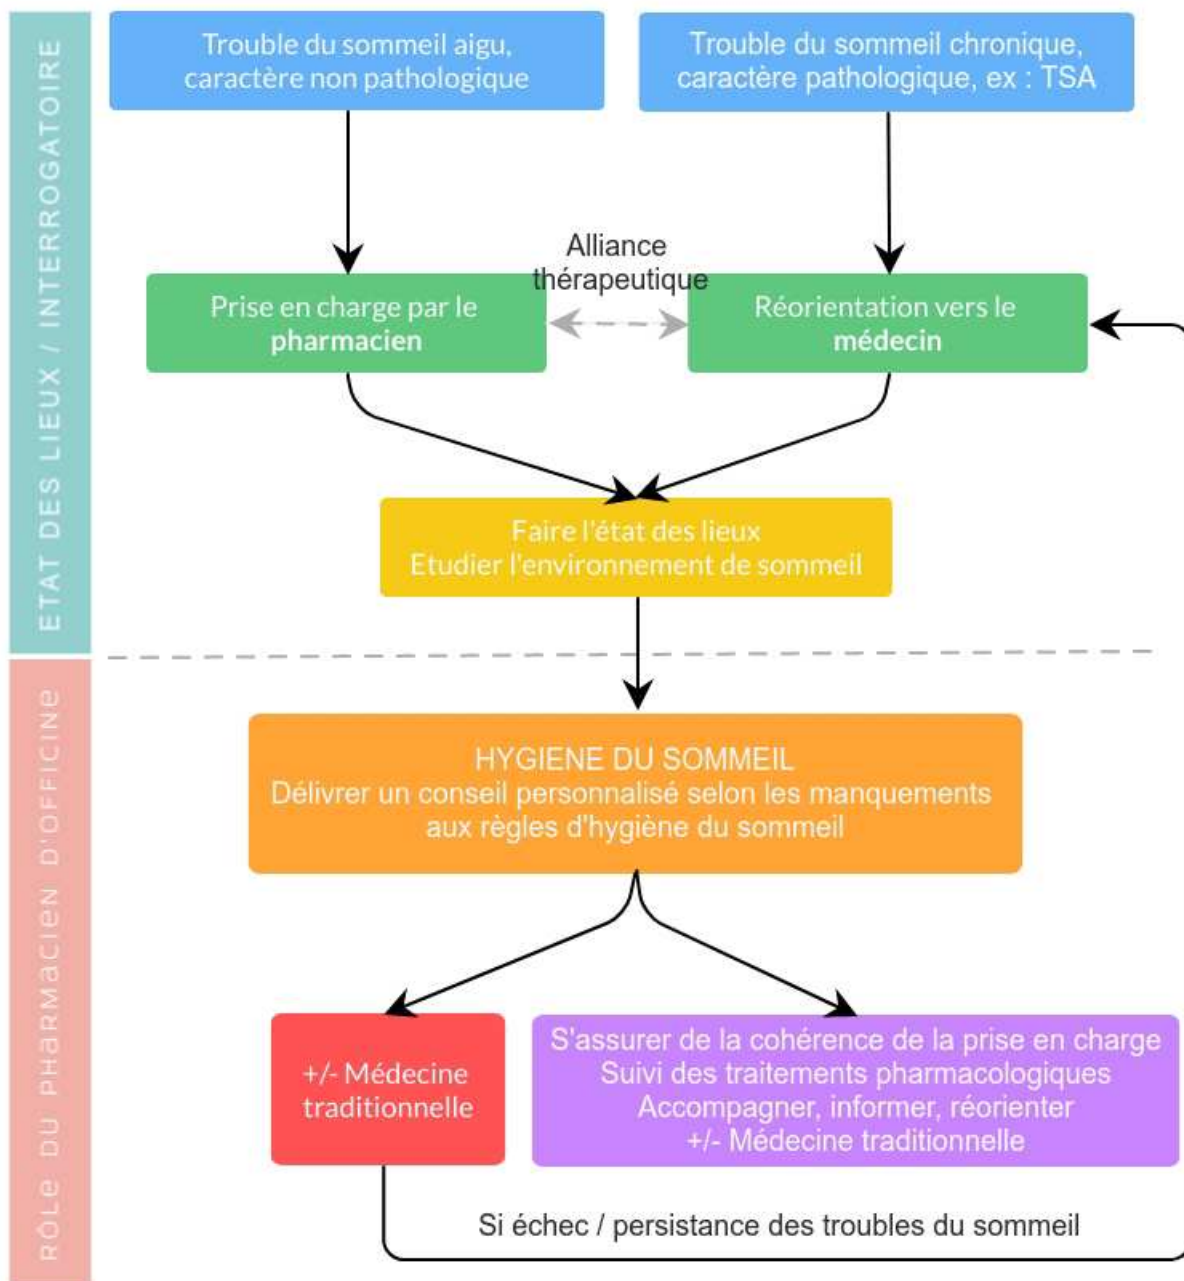 ETAT DES LIEUX / INTERROGATOIRE
Trouble du sommeil aigu,
caractère non pathologique
Trouble du sommeil chronique,
caractère pathologique, ex : TSA
Alliance
thérapeutique
Prise en charge par le
pharmacien
Réorientation vers le
médecin
Faire l'état des lieux
Etudier l'environnement de sommeil
RÔLE DU PHARMACIEN D'OFFICINE
HYGIENE DU SOMMEIL
Délivrer un conseil personnalisé selon les manquements
aux règles d'hygiène du sommeil
+/- Médecine
traditionnelle
S'assurer de la cohérence de la prise en charge
Suivi des traitements pharmacologiques
Accompagner, informer, réorienter
+/- Médecine traditionnelle
Si échec / persistance des troubles du sommeil